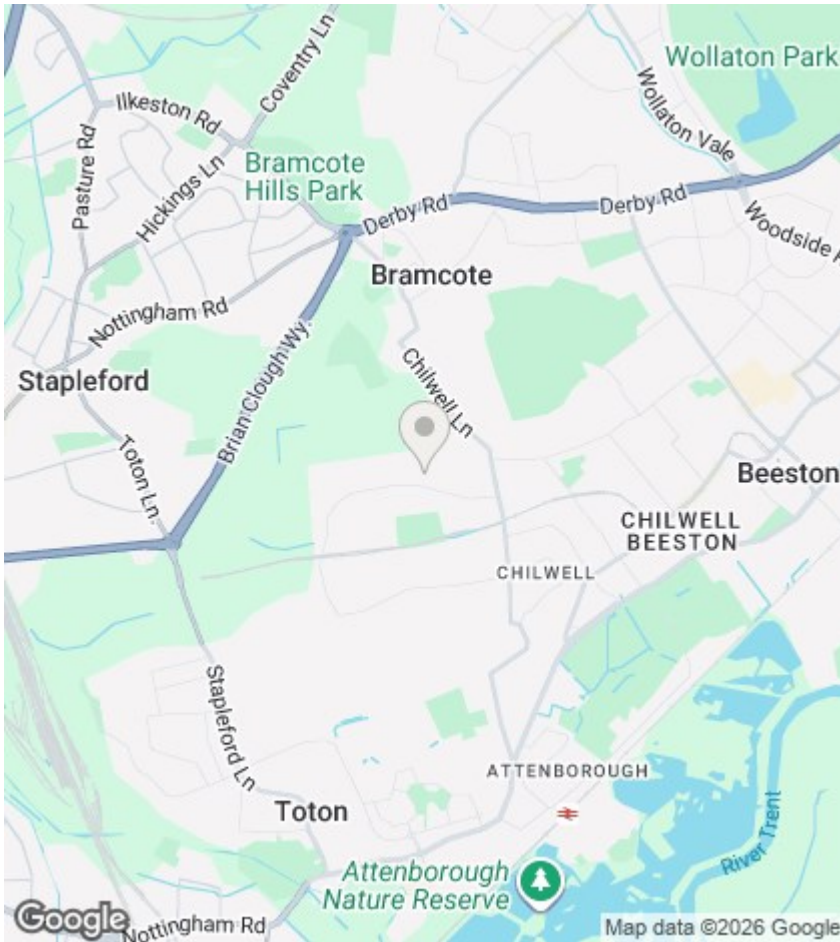 Wollaton Park
Coventry Ln
Ilkeston Rd
Wollaton Vale
Pasture Rd
Hickings Ln
Bramcote
Hills Park
Derby Rd
Derby Rd
Woodside
Bramcote
Nottingham Rd
Brian Clough Wy.
Stapleford
Chilwell Ln
Toton Ln.
Beeston
CHILWELL
BEESTON
CHILWELL
Stapleford Ln
ATTENBOROUGH
Toton
River Trent
Attenborough
Nature Reserve
Google
Nottingham Rd
Map data ©2026 Google